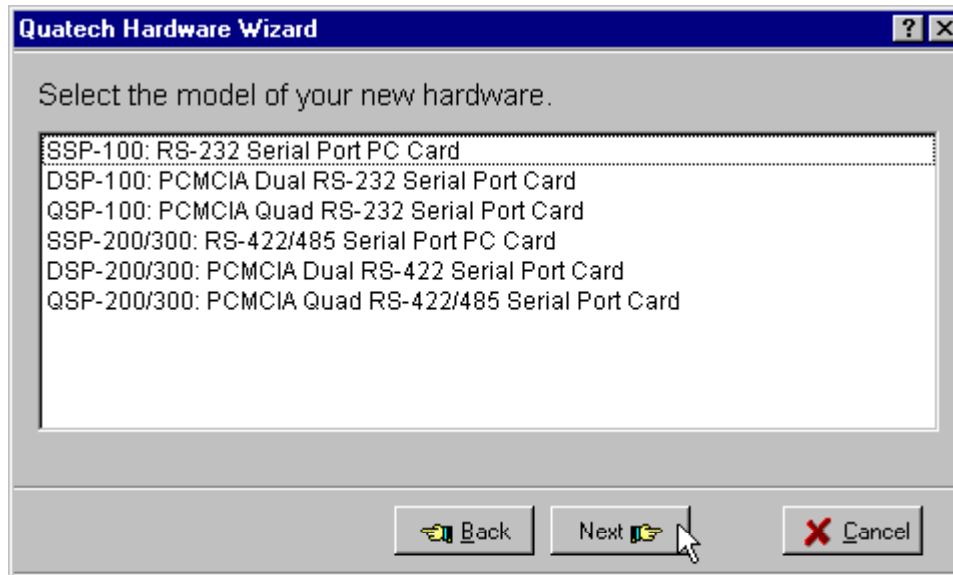 Quatech Hardware Wizard
Select the model of your new hardware.
SSP-100: RS-232 Serial Port PC Card
DSP-100: PCMCIA Dual RS-232 Serial Port Card
QSP-100: PCMCIA Quad RS-232 Serial Port Card
SSP-200/300: RS-422/485 Serial Port PC Card
DSP-200/300: PCMCIA Dual RS-422 Serial Port Card
QSP-200/300: PCMCIA Quad RS-422/485 Serial Port Card
Back Next Cancel